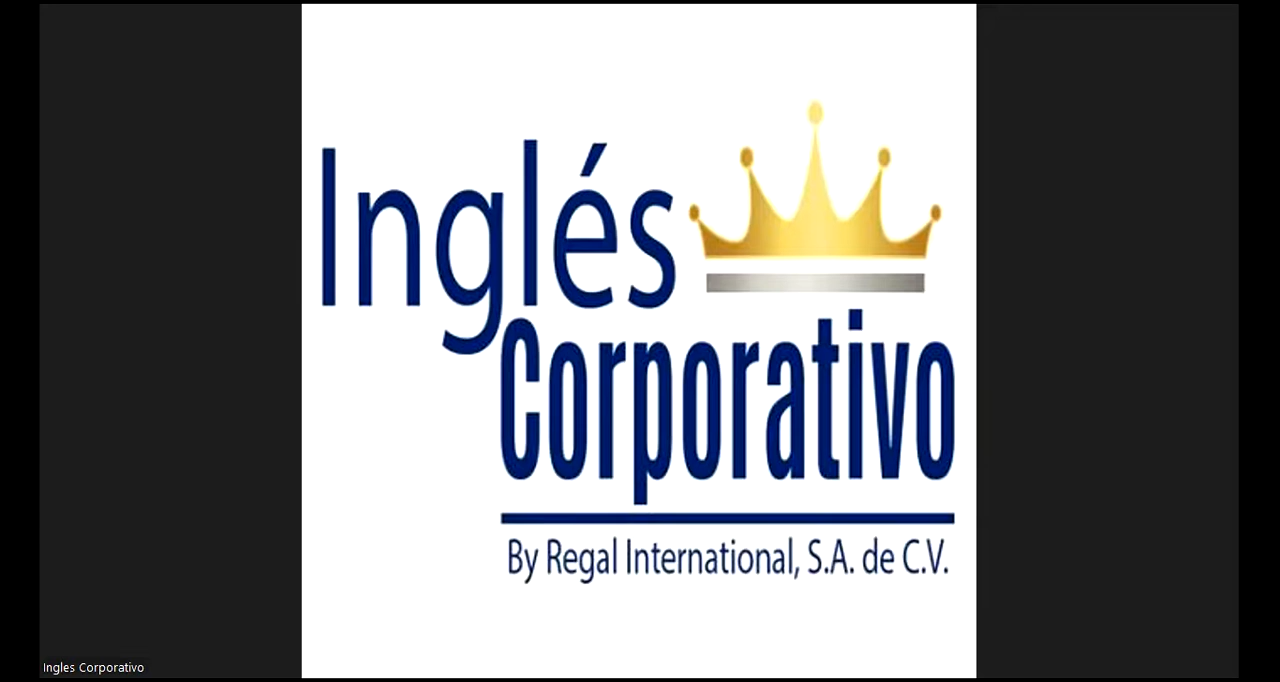 Inglés
Corporativo
By Regal International, S.A. de C.V.
Ingles Corporativo